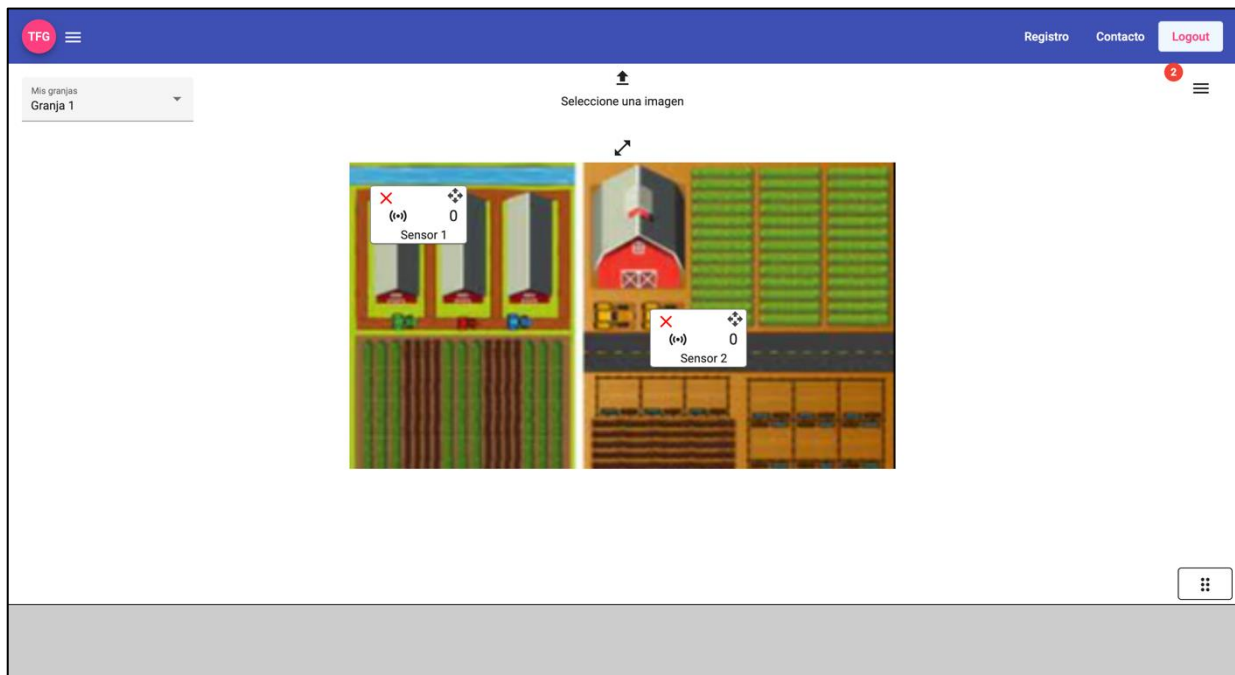 TFG
Registro
Contacto
Logout
Mis granjas
Granja 1
Seleccione una imagen
2
0
Sensor 1
0
Sensor 2